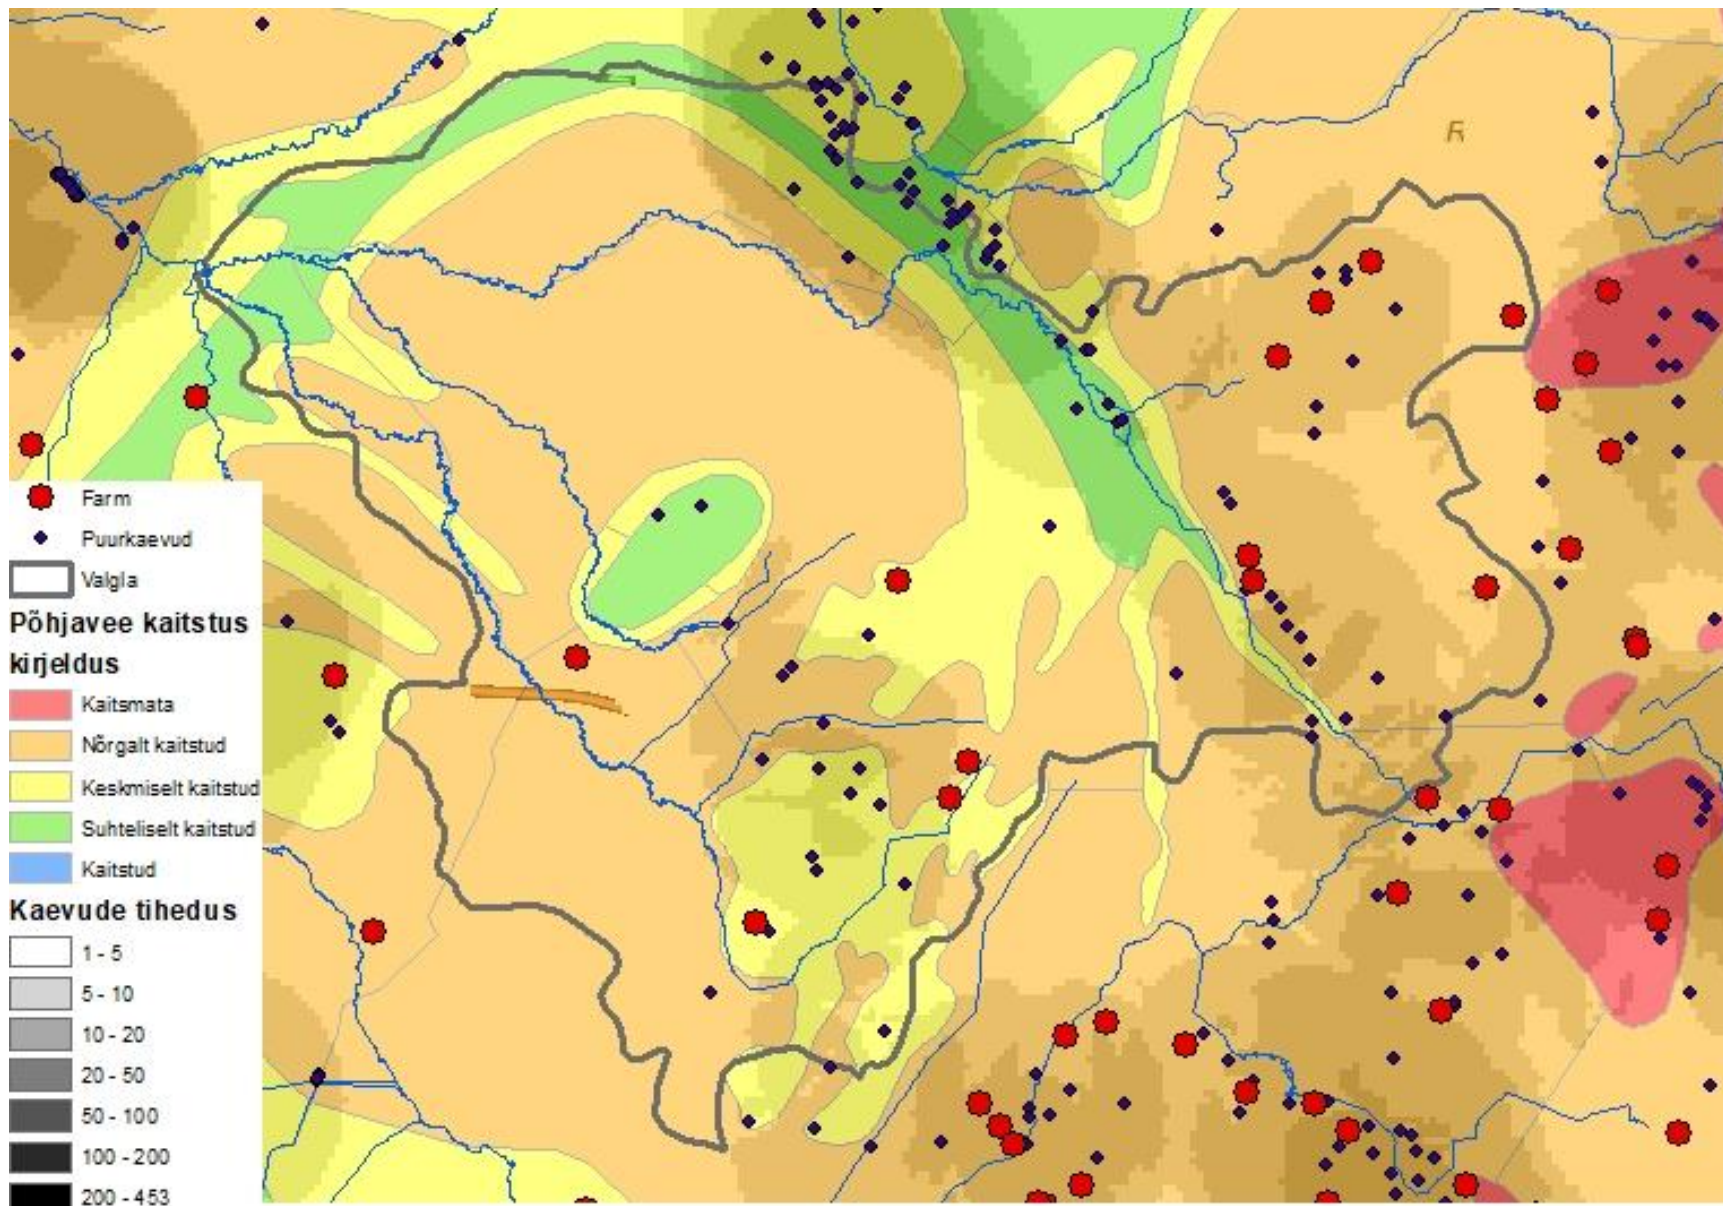 R
Farm
Puurkaevud
Valgla
Põhjavee kaitstus
kirjeldus
Kaitsmata
Nõrgalt kaitstud
Keskmiselt kaitstud
Suhteliselt kaitstud
Kaitstud
Kaevude tihedus
1 - 5
5 - 10
10 - 20
20 - 50
50 - 100
100 - 200
200 - 453